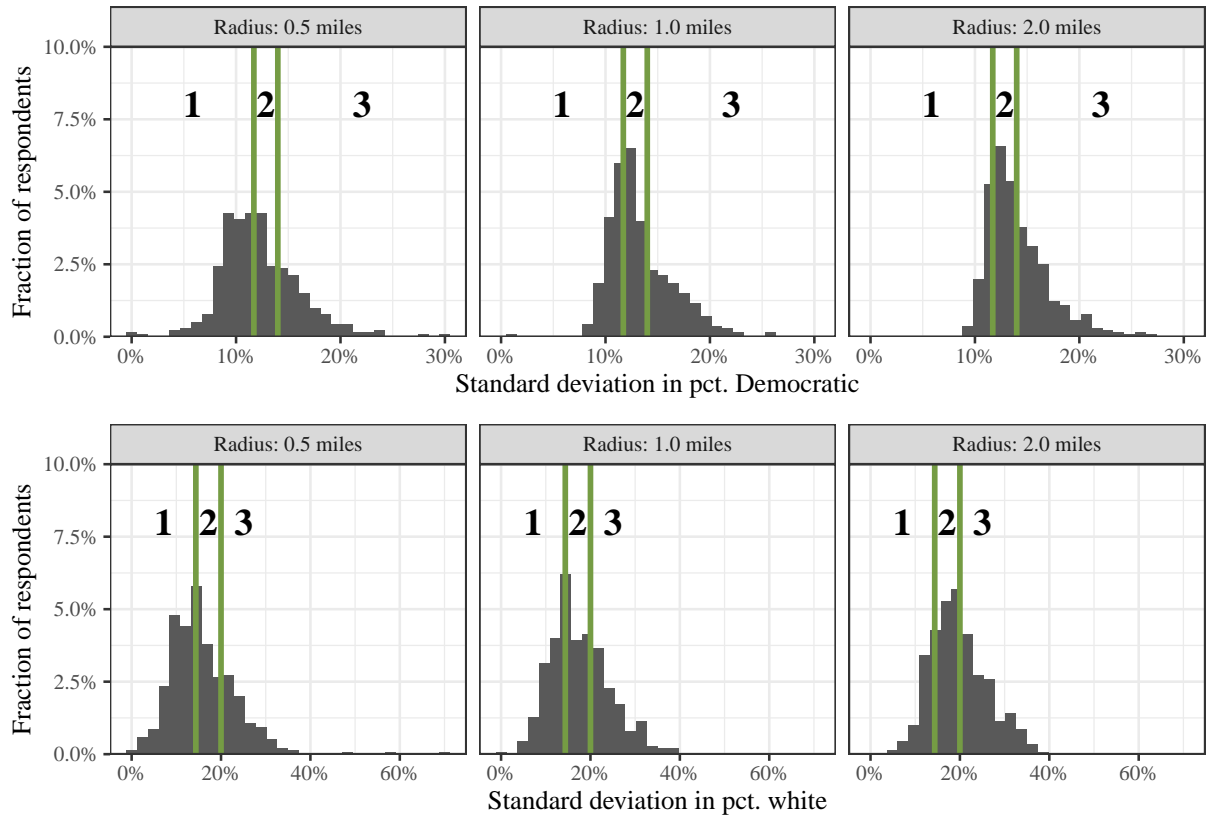 Radius: 0.5 miles Radius: 1.0 miles Radius: 2.0 miles
10.0%
1 2 3 1 2 3 1 2 3
7.5%
5.0%
2.5%
0.0%
Fraction of respondents
0% 10% 20% 30% 0% 10% 20% 30% 0% 10% 20% 30%
Standard deviation in pct. Democratic
Radius: 0.5 miles Radius: 1.0 miles Radius: 2.0 miles
10.0%
1 2 3 1 2 3 1 2 3
7.5%
5.0%
2.5%
0.0%
Fraction of respondents
0% 20% 40% 60% 0% 20% 40% 60% 0% 20% 40% 60%
Standard deviation in pct. white